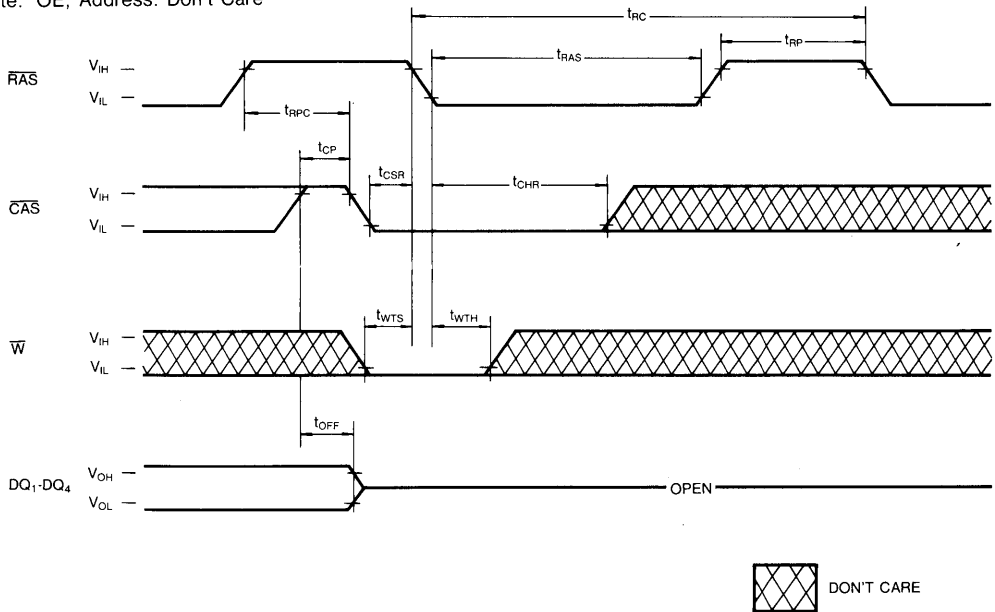 te: OE, Address: Don't Care
tRC
tRP
tRAS
RAS
VIH
VIL
tRPC
tCP
tCSR
tCHR
CAS
VIH
VIL
tWTS
tWTH
W
VIH
VIL
tOFF
DQ1-DQ4
VOH
VOL
OPEN
DON'T CARE